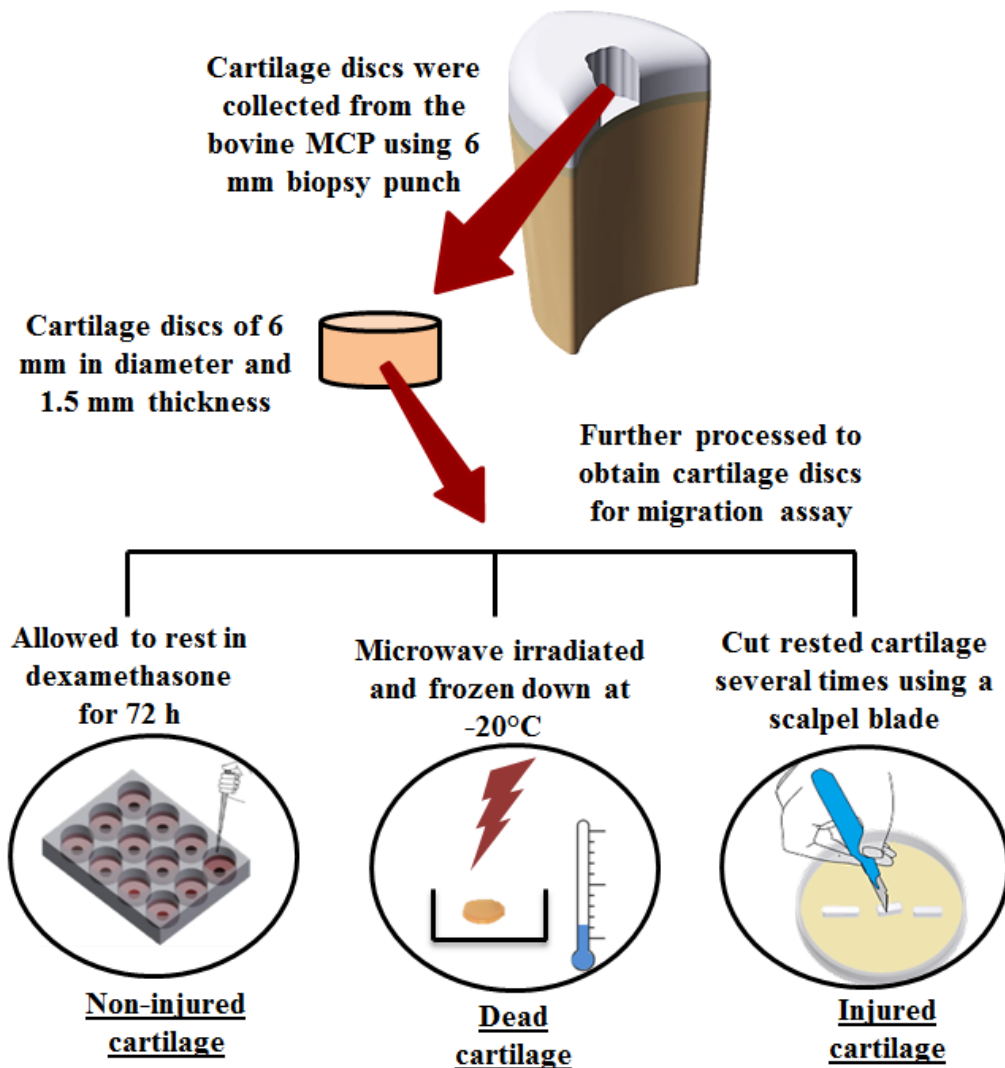 Cartilage discs were
collected from the
bovine MCP using 6
mm biopsy punch
Cartilage discs of 6
mm in diameter and
1.5 mm thickness
Further processed to
obtain cartilage discs
for migration assay
Allowed to rest in
dexamethasone
for 72 h
Microwave irradiated
and frozen down at
-20°C
Cut rested cartilage
several times using a
scalpel blade
Non-injured
cartilage
Dead
cartilage
Injured
cartilage